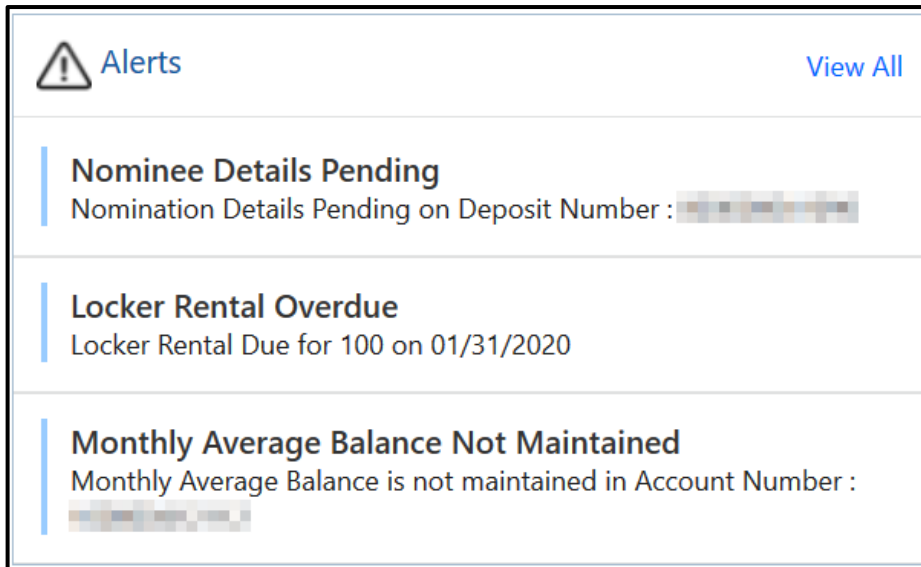 Alerts
View All
Nominee Details Pending
Nomination Details Pending on Deposit Number :
Locker Rental Overdue
Locker Rental Due for 100 on 01/31/2020
Monthly Average Balance Not Maintained
Monthly Average Balance is not maintained in Account Number :